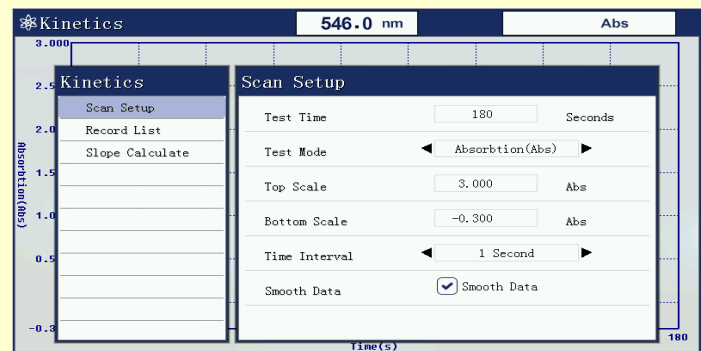 Kinetics
546.0 nm
Abs
3.000
2.5
2.0
1.5
1.0
0.5
-0.3
Absorbtion(Abs)
Kinetics
Scan Setup
Record List
Slope Calculate
Scan Setup
Test Time 180 Seconds
Test Mode Absorbtion(Abs)
Top Scale 3.000 Abs
Bottom Scale -0.300 Abs
Time Interval 1 Second
Smooth Data Smooth Data
180
Time(s)